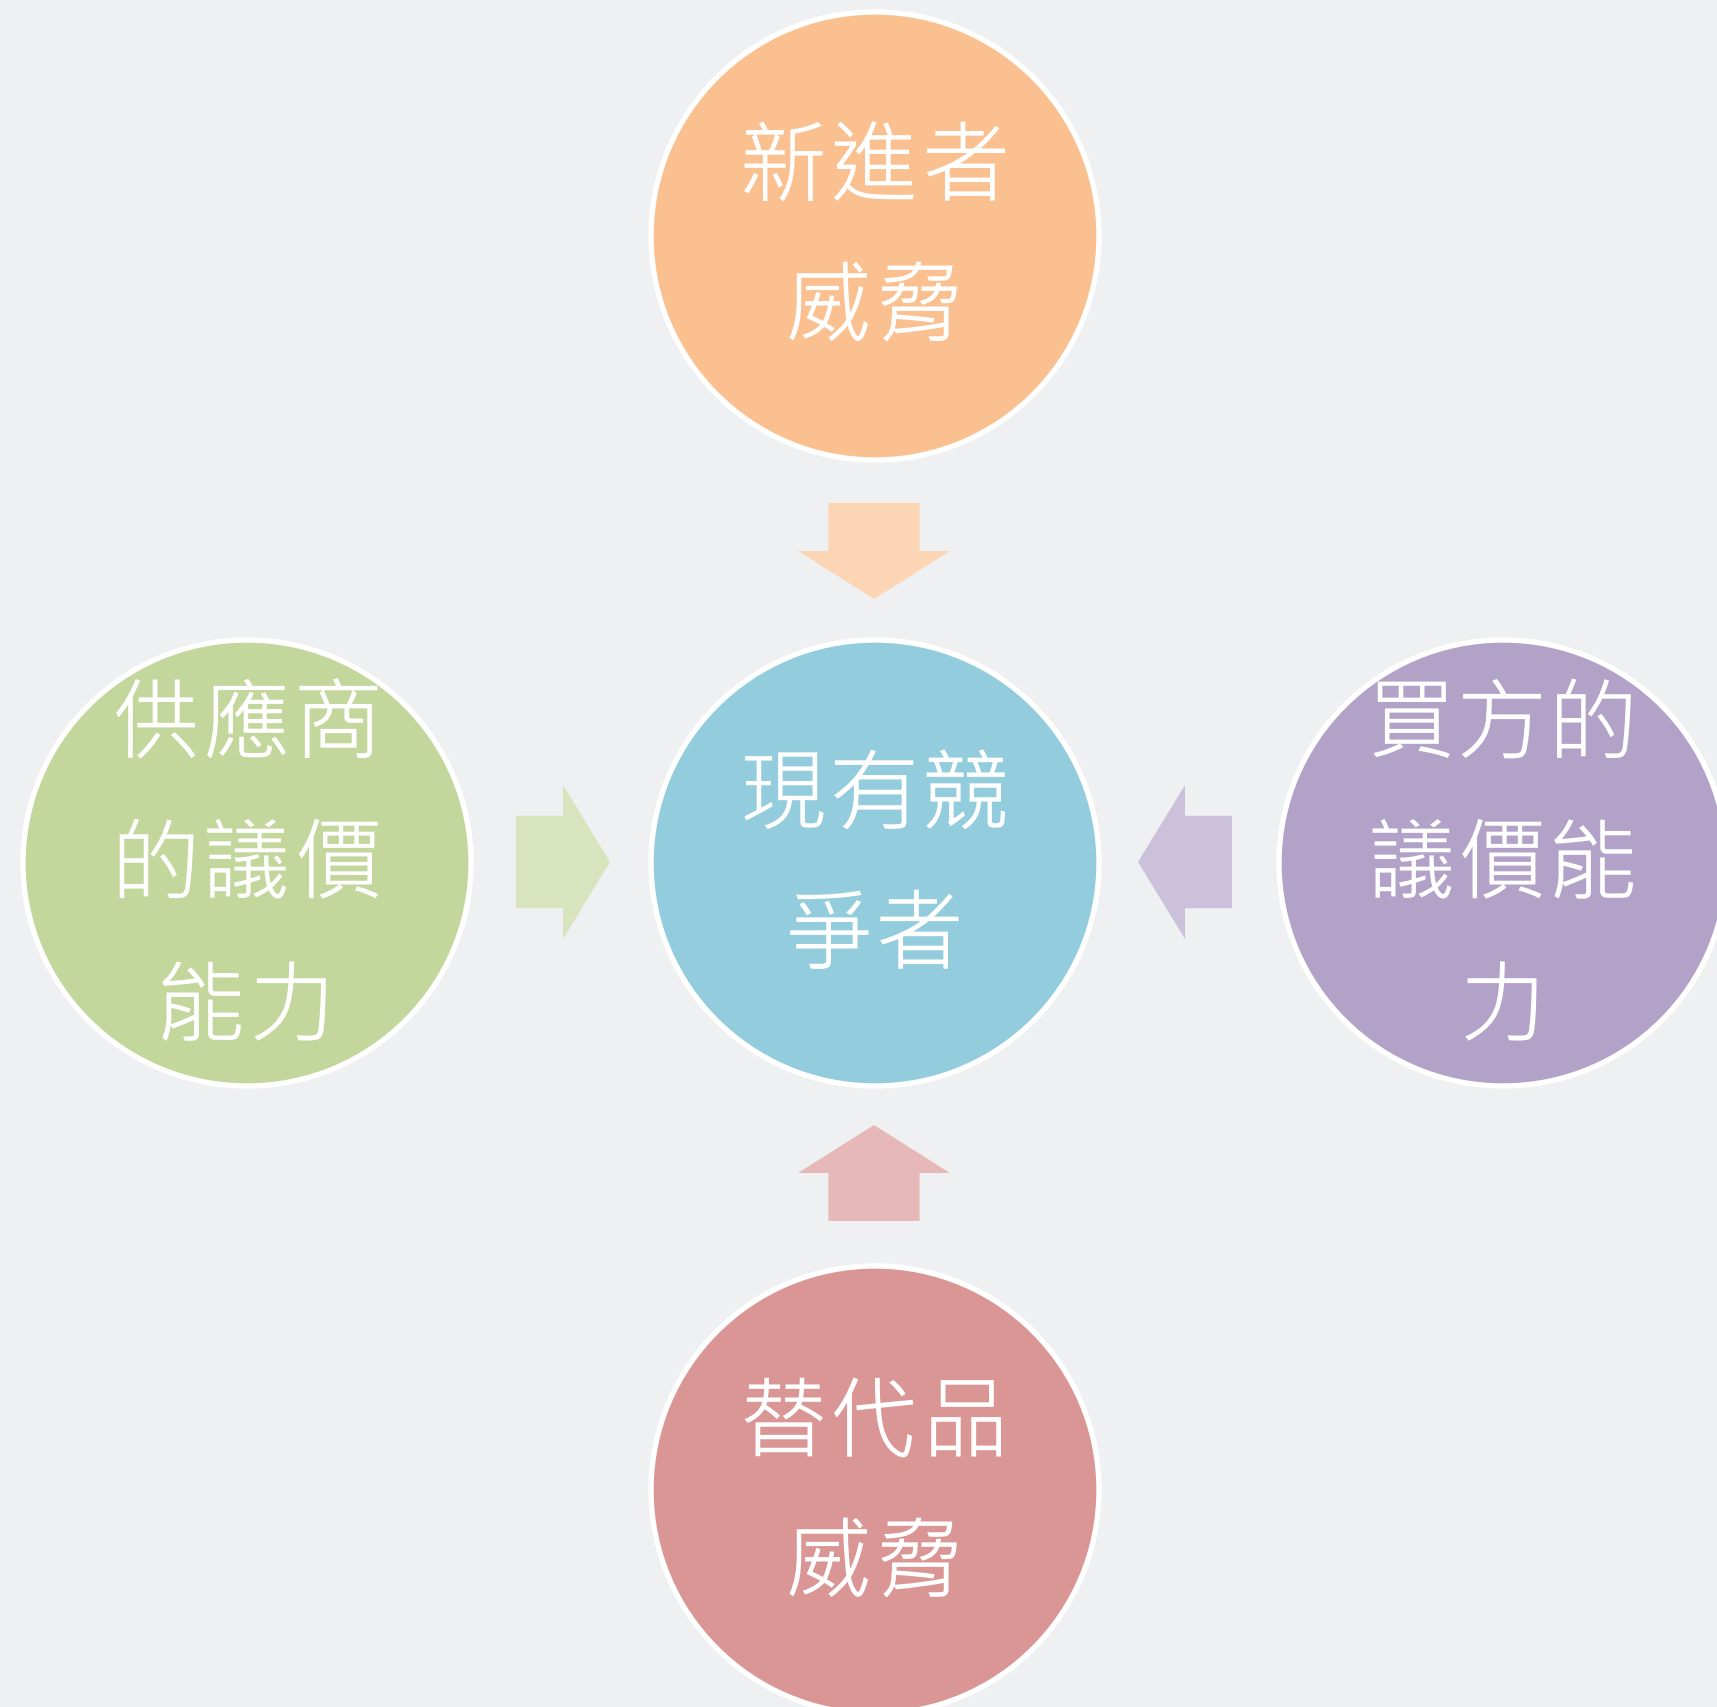 新進者
威脅
供應商
的議價
能力
現有競
爭者
買方的
議價能
力
替代品
威脅